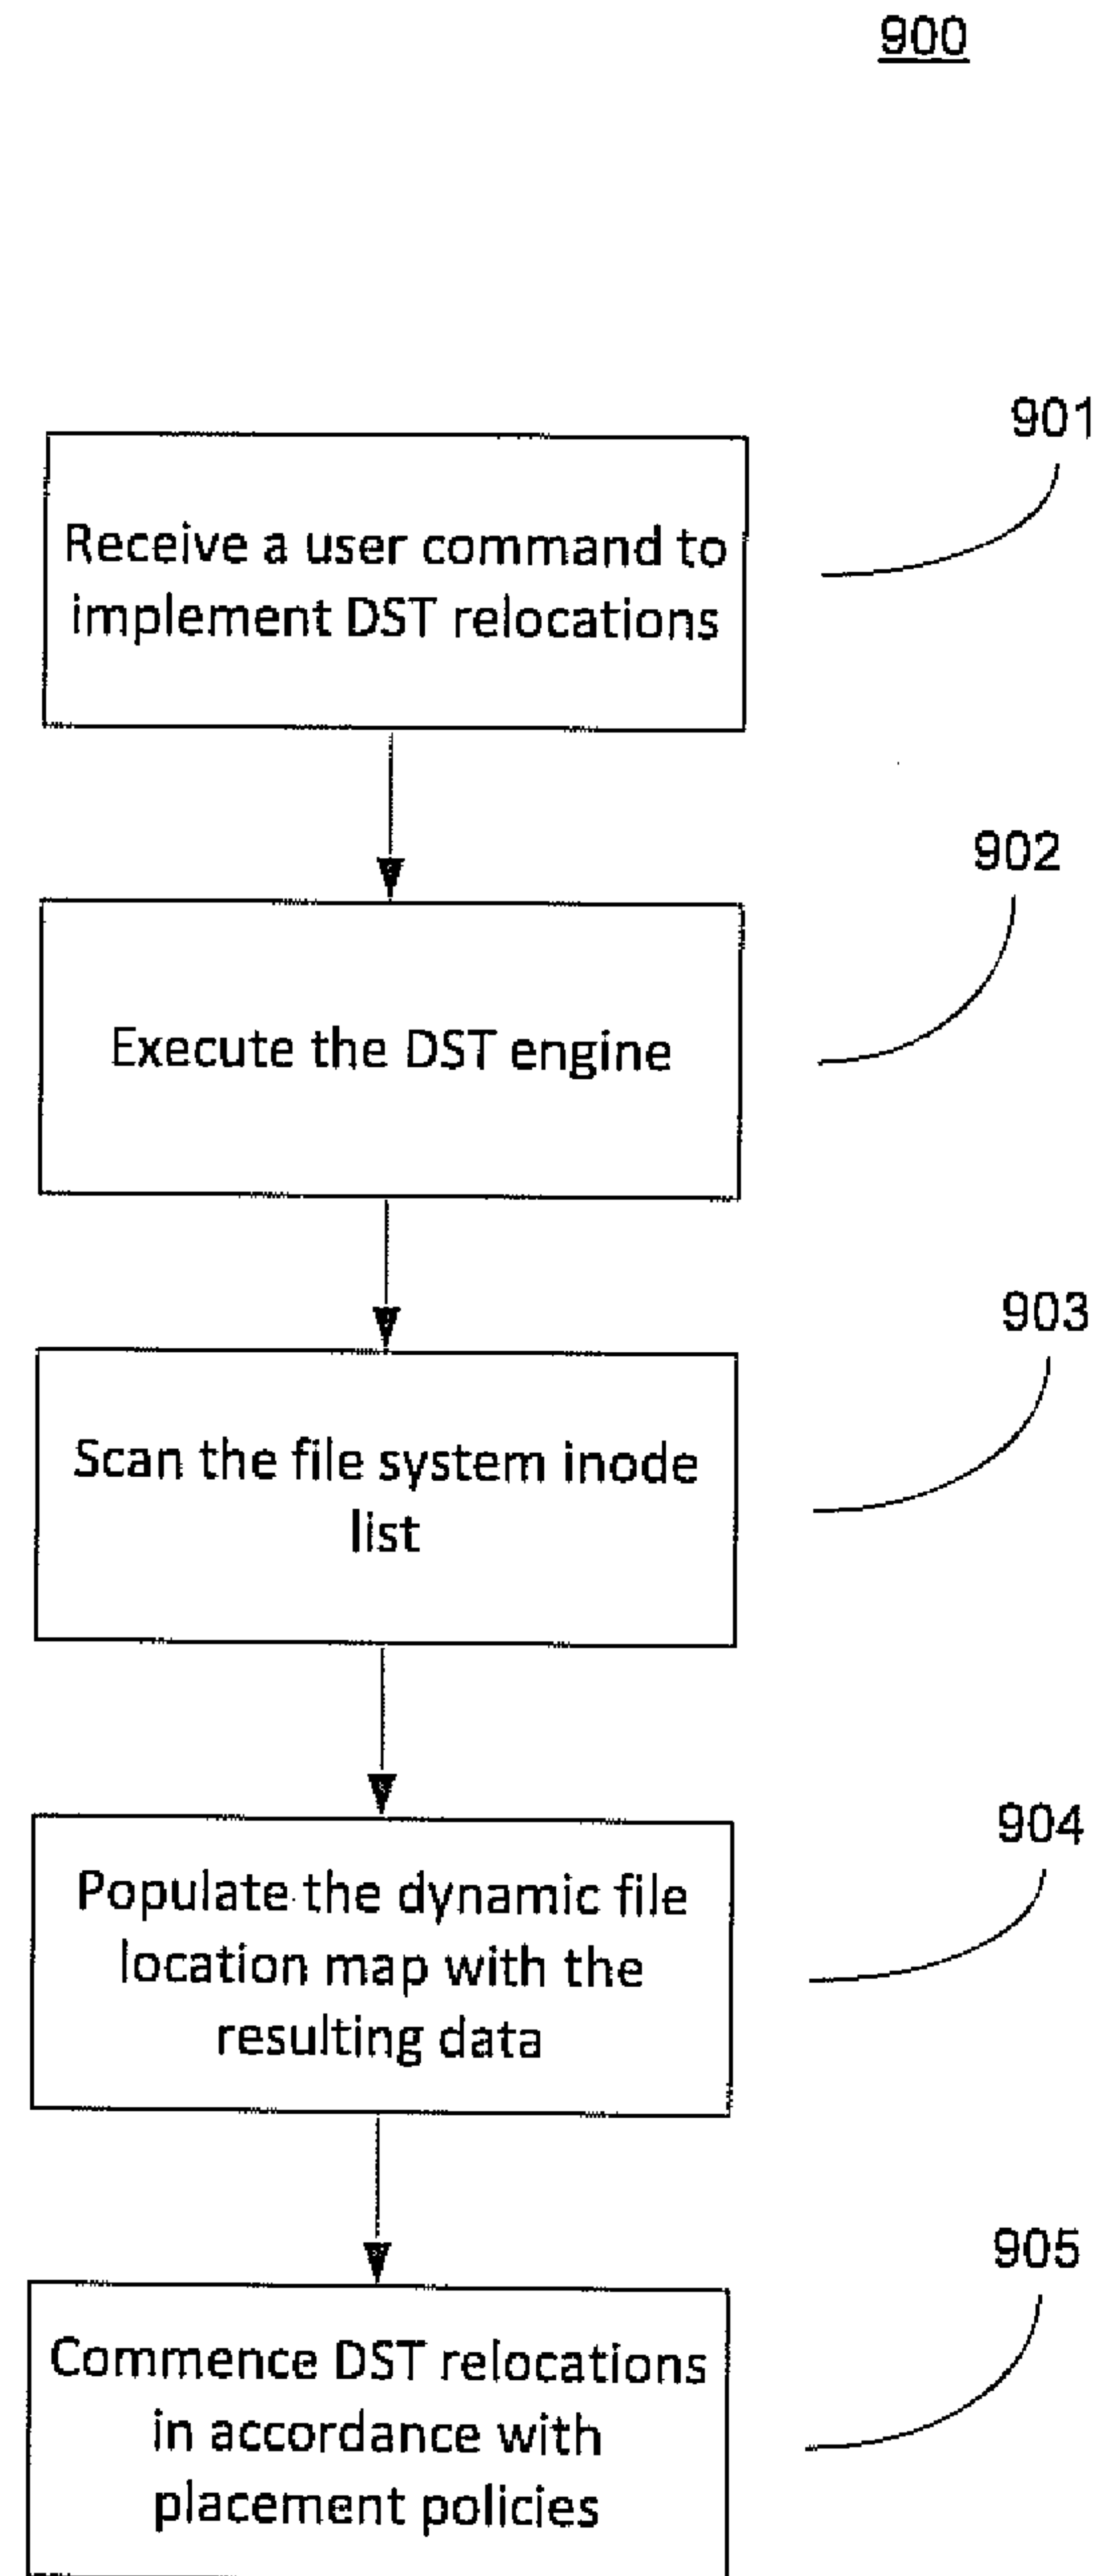 900
901
Receive a user command to
implement DST relocations
902
Execute the DST engine
903
Scan the file system inode
list
904
Populate the dynamic file
location map with the
resulting data
905
Commence DST relocations
in accordance with
placement policies